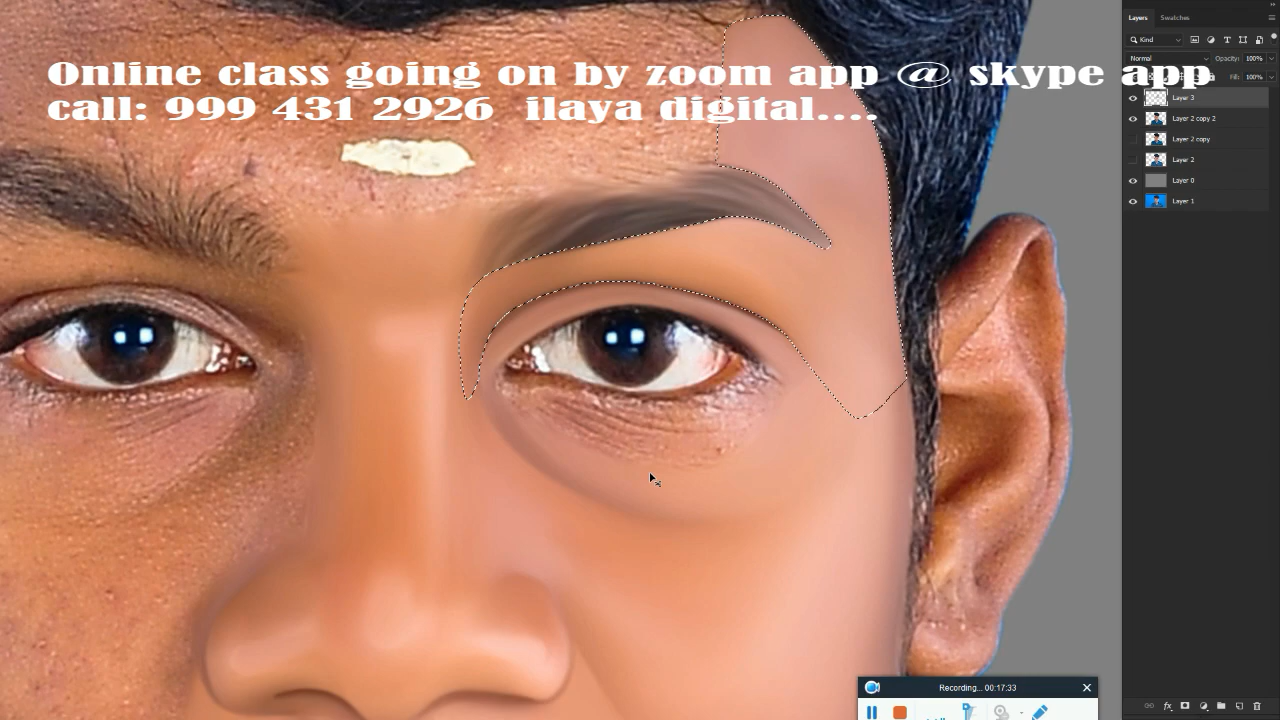 Online class going on by zoom app @ skype app
call: 999 431 2926 ilaya digital....
Layers
Swatches
Kind
Normal
Opacity: 100%
Fill: 100%
Layer 3
Layer 2 copy 2
Layer 2 copy
Layer 2
Layer 0
Layer 1
Recording... 00:17:33